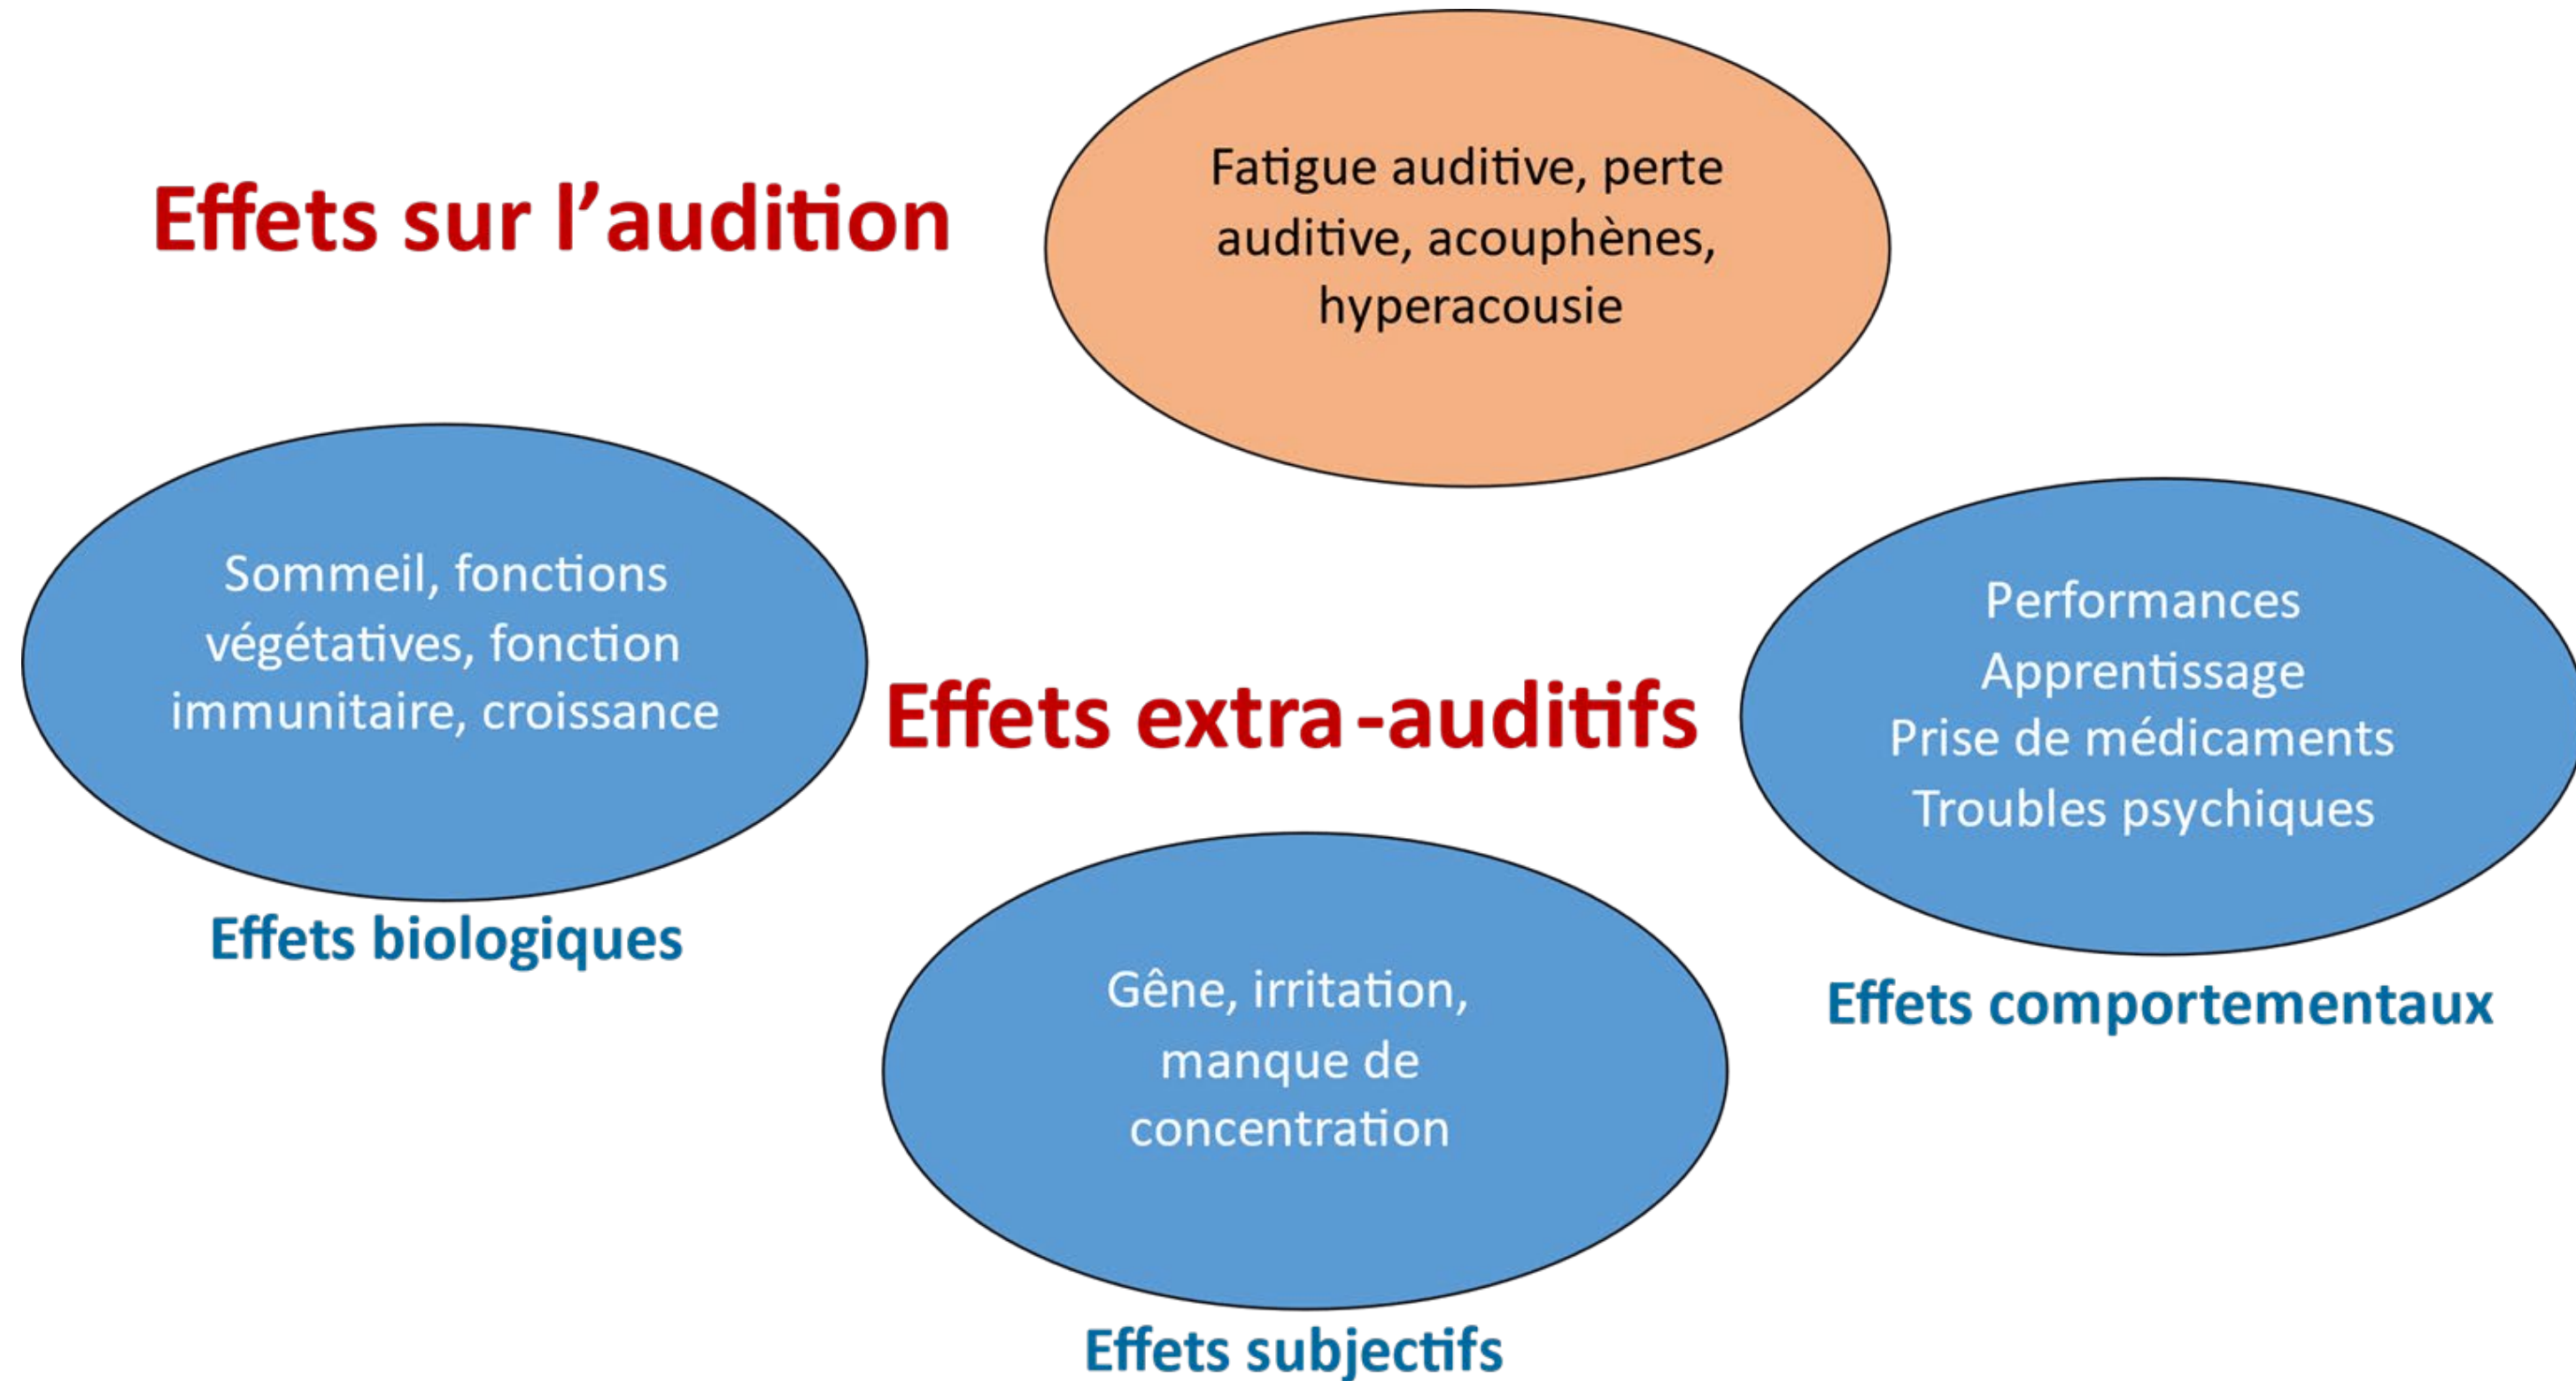 Effets sur l’audition
Fatigue auditive, perte
auditive, acouphènes,
hyperacousie
Sommeil, fonctions
végétatives, fonction
immunitaire, croissance
Effets biologiques
Effets extra-auditifs
Performances
Apprentissage
Prise de médicaments
Troubles psychiques
Effets comportementaux
Gêne, irritation,
manque de
concentration
Effets subjectifs